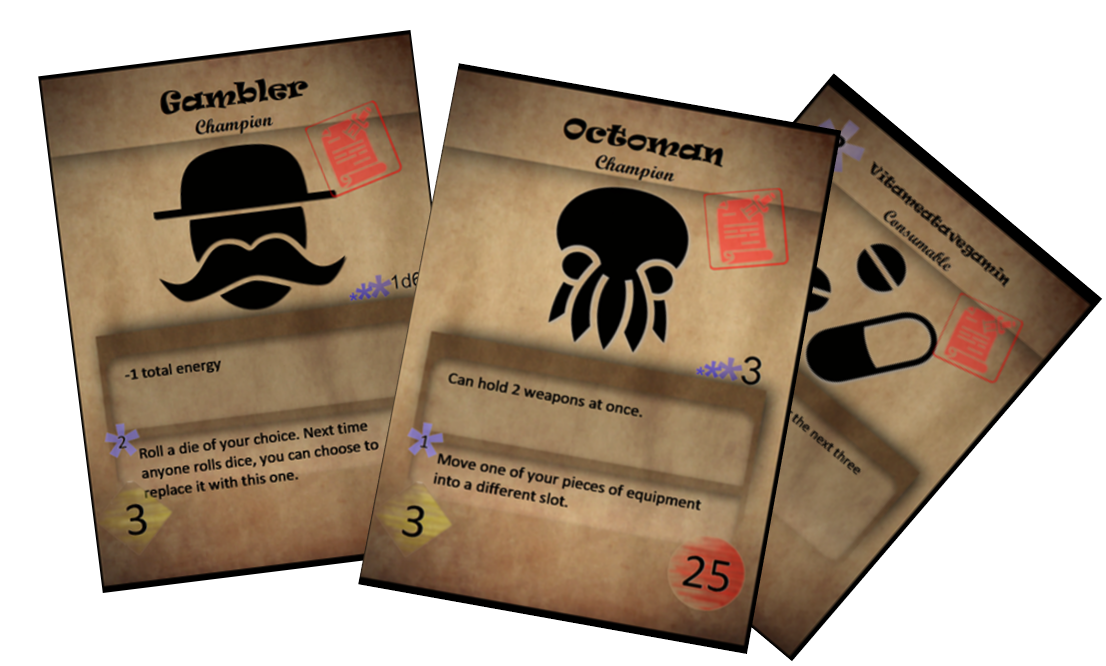 Gambler
Champion
1d6
-1 total energy
2
Roll a die of your choice. Next time
anyone rolls dice, you can choose to
replace it with this one.
3
Octoman
Champion
3
Can hold 2 weapons at once.
1
Move one of your pieces of equipment
into a different slot.
3
25
Vitameatavegamin
Consumable
the next three